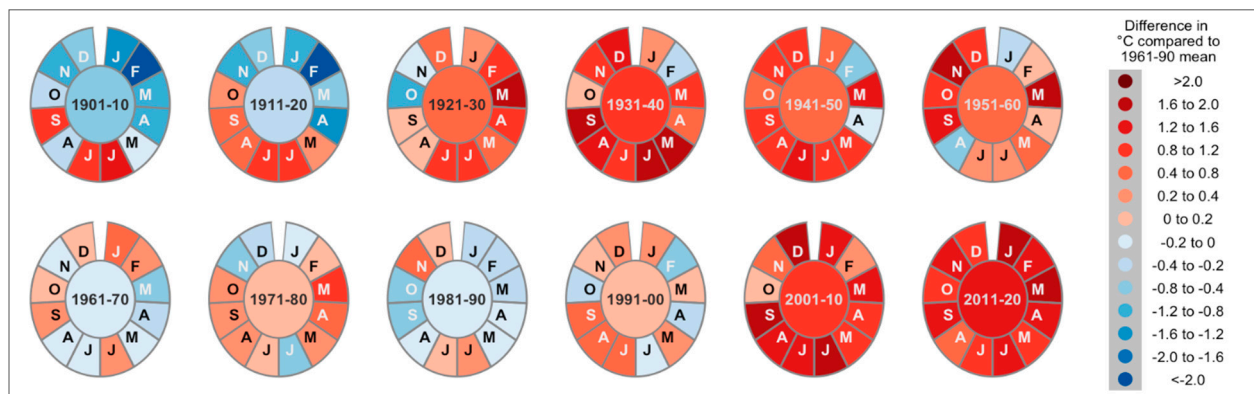 D J
N F
O M
1901-10
S A
A M
J J
D J
N F
O M
1911-20
S A
A M
J J
D J
N F
O M
1921-30
S A
A M
J J
D J
N F
O M
1931-40
S A
A M
J J
D J
N F
O M
1941-50
S A
A M
J J
D J
N F
O M
1951-60
S A
A M
J J
D J
N F
O M
1961-70
S A
A M
J J
D J
N F
O M
1971-80
S A
A M
J J
D J
N F
O M
1981-90
S A
A M
J J
D J
N F
O M
1991-00
S A
A M
J J
D J
N F
O M
2001-10
S A
A M
J J
D J
N F
O M
2011-20
S A
A M
J J
Difference in
°C compared to
1961-90 mean
>2.0
1.6 to 2.0
1.2 to 1.6
0.8 to 1.2
0.4 to 0.8
0.2 to 0.4
0 to 0.2
-0.2 to 0
-0.4 to -0.2
-0.8 to -0.4
-1.2 to -0.8
-1.6 to -1.2
-2.0 to -1.6
<-2.0